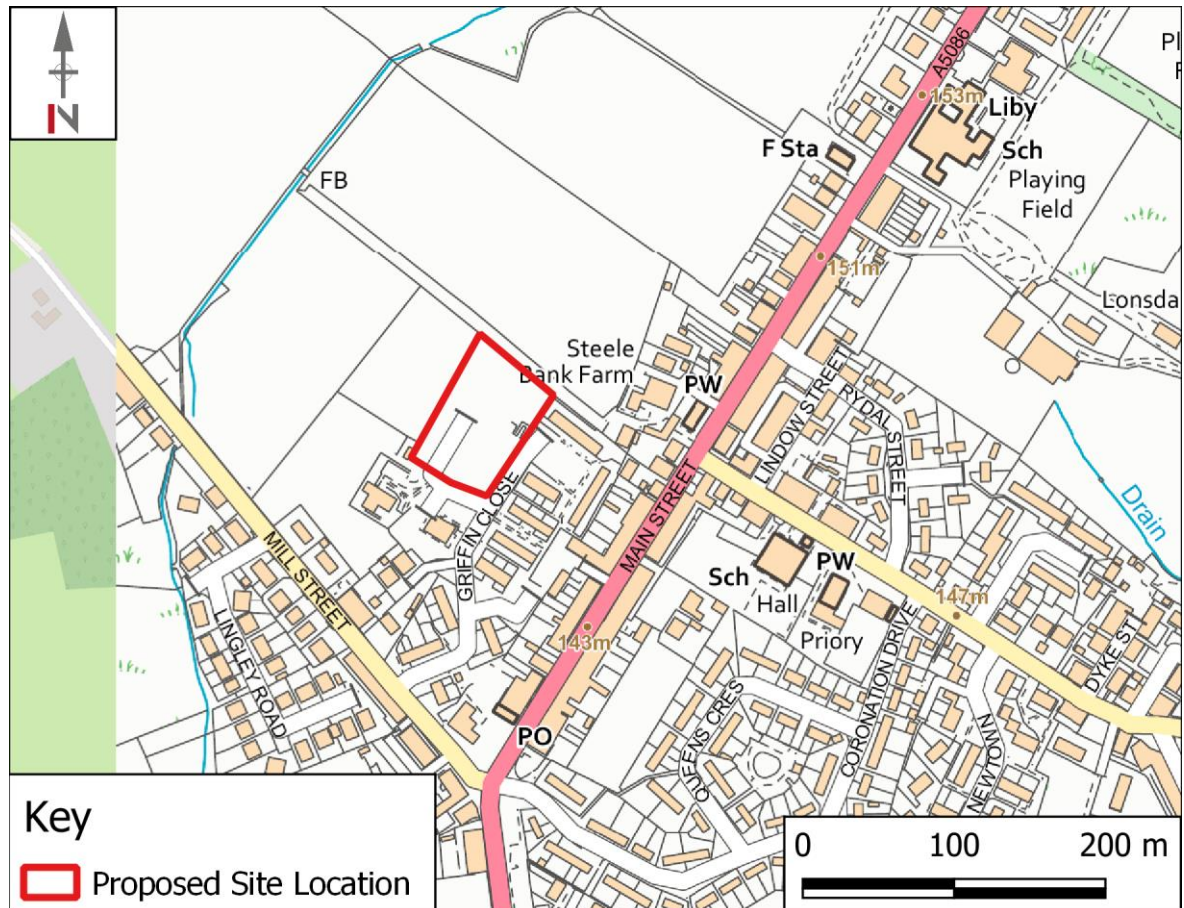 N
A5086
Pl
F
153m
Liby
F Sta
Sch
Playing
Field
FB
151m
Lonsda
Steele
Bank Farm
PW
LINDOW STREET
RYDAL STREET
MAIN STREET
Drain
GRIFFIN CLOSE
MILL STREET
Sch
PW
Hall
147m
Priory
LINGLEY ROAD
143m
CORONATION DRIVE
DYKE ST
QUEENS CRES
NEWTOWN
PO
Key
Proposed Site Location
0 100 200 m